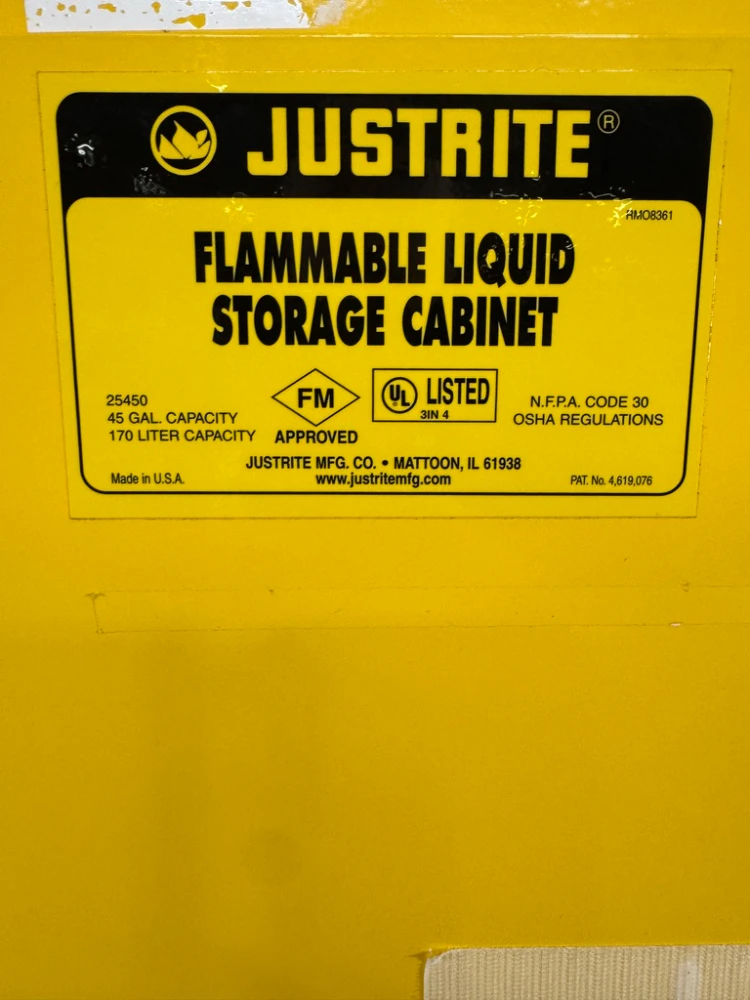 JUSTRITE®
RMO8361
FLAMMABLE LIQUID
STORAGE CABINET
25450
45 GAL. CAPACITY
170 LITER CAPACITY
FM
APPROVED
UL LISTED
3IN 4
N.F.P.A. CODE 30
OSHA REGULATIONS
JUSTRITE MFG. CO. • MATTOON, IL 61938
Made in U.S.A.
www.justritemfg.com
PAT. No. 4,619,076